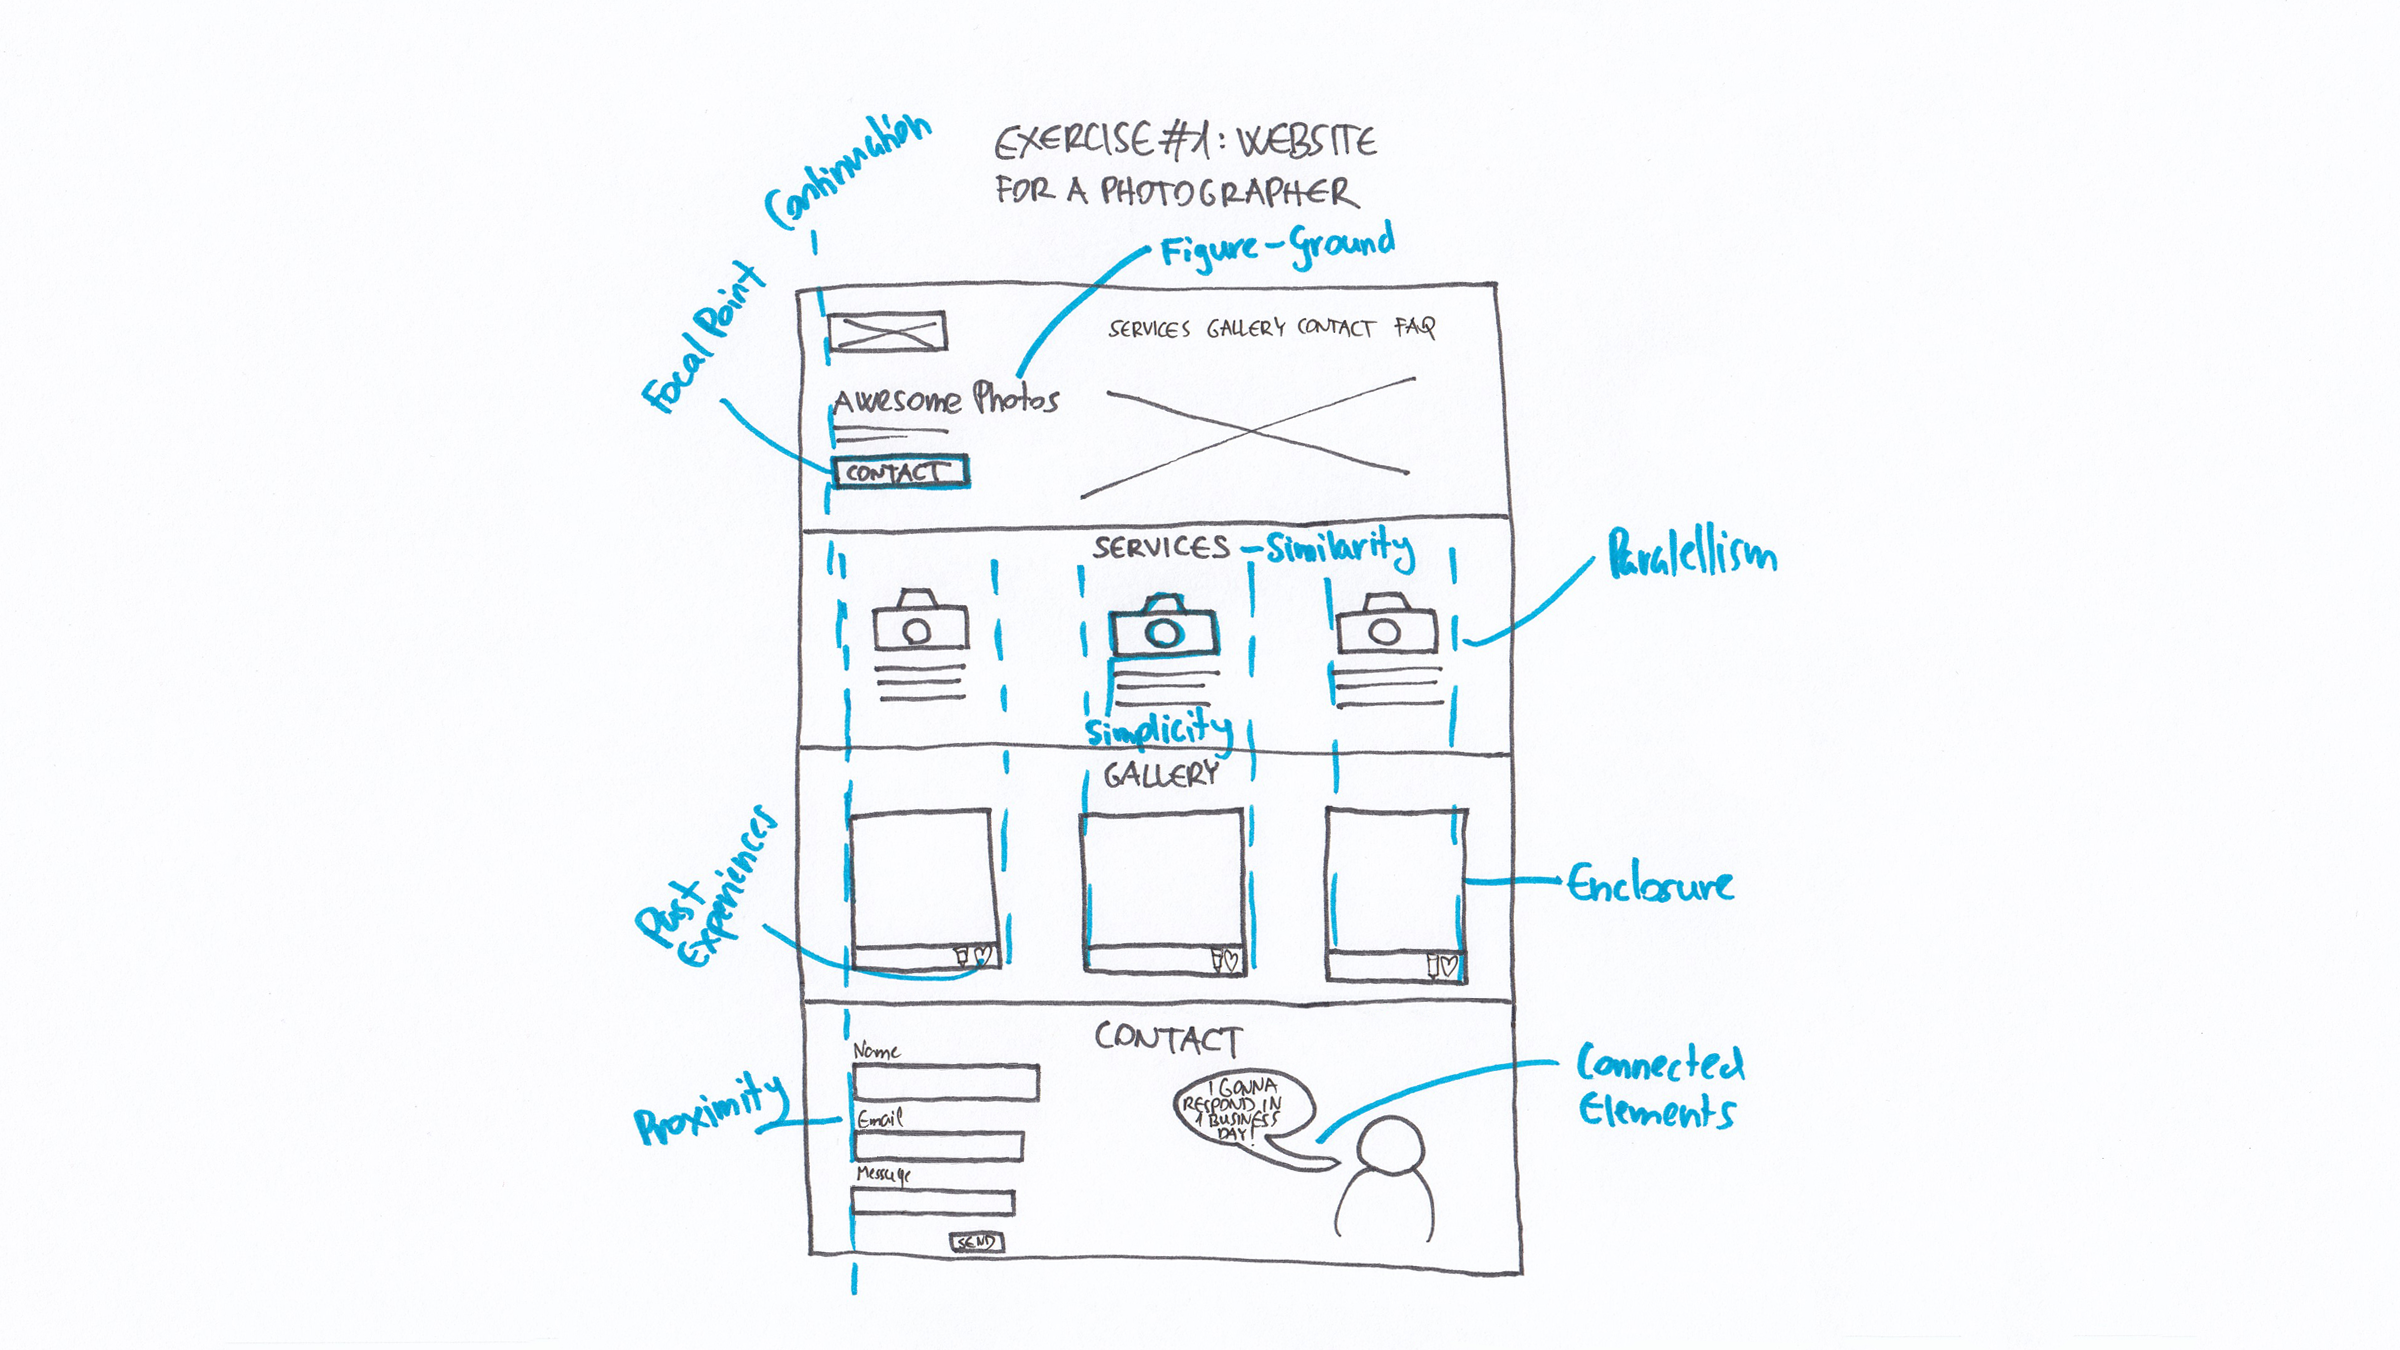 Continuation
EXERCISE #1: WEBSITE
FOR A PHOTOGRAPHER
Figure-Ground
Focal Point
SERVICES GALLERY CONTACT FAQ
Awesome Photos
CONTACT
SERVICES - Similarity
Paralellism
Simplicity
GALLERY
Past
Experiences
Enclosure
CONTACT
Name
Email
Message
SEND
Proximity
I GONNA
RESPOND IN
1 BUSINESS
DAY!
Connected
Elements